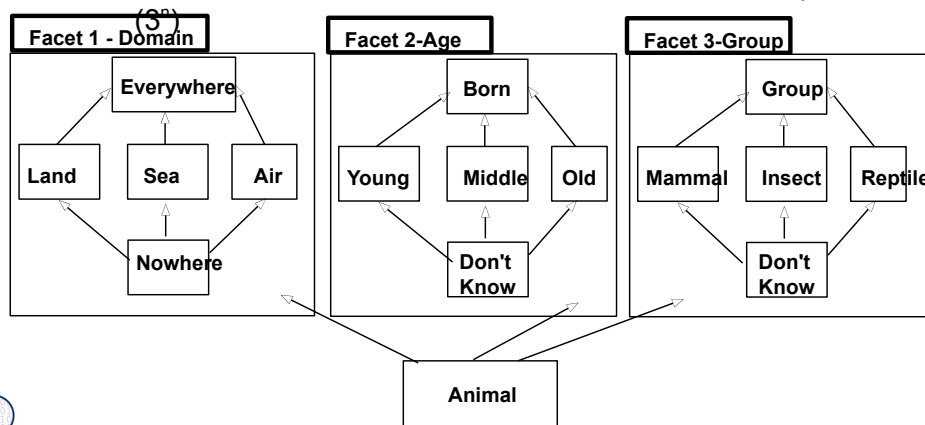 (3ⁿ)
Facet 1 - Domain
Facet 2-Age
Facet 3-Group
Everywhere
Born
Group
Land
Sea
Air
Young
Middle
Old
Mammal
Insect
Reptile
Nowhere
Don't
Know
Don't
Know
Animal